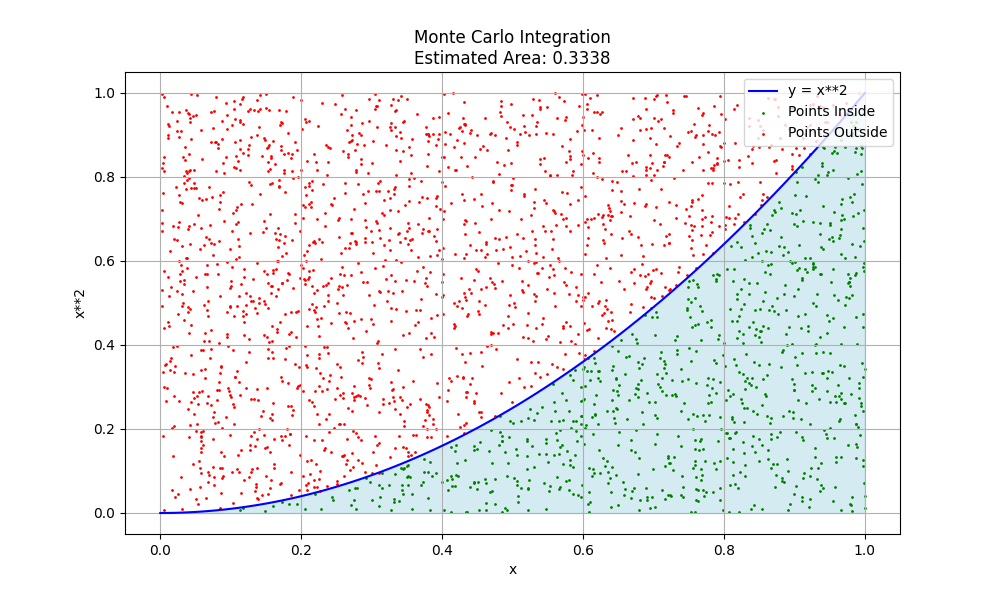 Monte Carlo Integration
Estimated Area: 0.3338
y = x**2
Points Inside
Points Outside
1.0
0.8
0.6
0.4
0.2
0.0
x**2
0.0 0.2 0.4 0.6 0.8 1.0
x